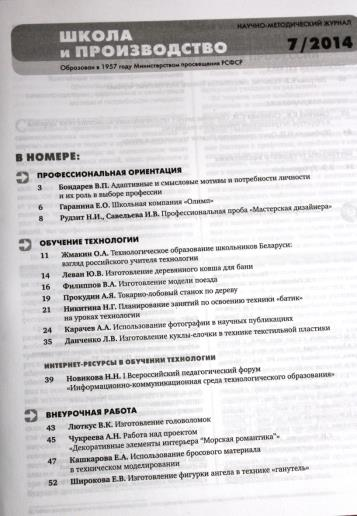 НАУЧНО-МЕТОДИЧЕСКИЙ ЖУРНАЛ
ШКОЛА
И ПРОИЗВОДСТВО
7/2014
Образован в 1957 году Министерством просвещения РСФСР
В НОМЕРЕ:
ПРОФЕССИОНАЛЬНАЯ ОРИЕНТАЦИЯ
3 Бондарев В.П. Адаптивные и смысловые мотивы и потребности личности
и их роль в выборе профессии
6 Гаранина Е.О. Школьная компания «Олимп»
8 Рудзит Н.И., Савельева И.В. Профессиональная проба «Мастерская дизайнера»
ОБУЧЕНИЕ ТЕХНОЛОГИИ
11 Жмакин О.А. Технологическое образование школьников Беларуси:
взгляд российского учителя технологии
14 Леван Ю.В. Изготовление деревянного ковша для бани
16 Филиппов В.А. Изготовление модели поезда
19 Прокудин А.Я. Токарно-лобовый станок по дереву
21 Никитина Н.Г. Планирование занятий по освоению техники «батик»
на уроках технологии
24 Карачев А.А. Использование фотографии в научных публикациях
35 Данченко Л.В. Изготовление куклы-елочки в технике текстильной пластики
ИНТЕРНЕТ-РЕСУРСЫ В ОБУЧЕНИИ ТЕХНОЛОГИИ
39 Новикова Н.Н. I Всероссийский педагогический форум
«Информационно-коммуникационная среда технологического образования»
ВНЕУРОЧНАЯ РАБОТА
43 Люткус В.К. Изготовление головоломок
45 Чукреева А.Н. Работа над проектом
«Декоративные элементы интерьера "Морская романтика"»
47 Кашкарова Е.А. Использование бросового материала
в техническом моделировании
52 Широкова Е.В. Изготовление фигурки ангела в технике «ганутель»